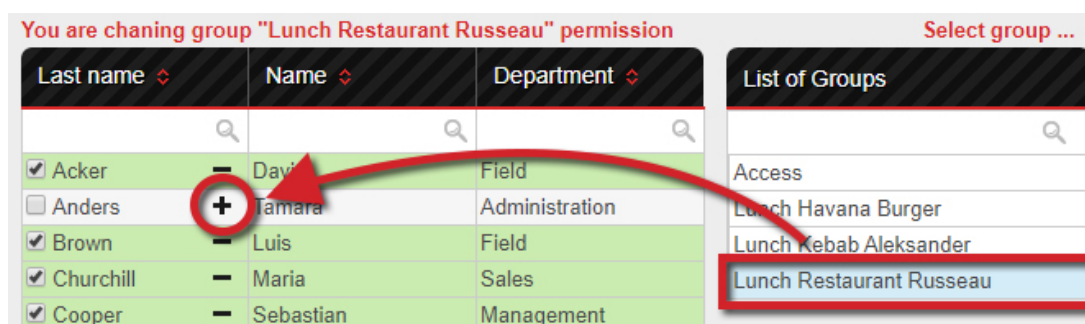 You are chaning group "Lunch Restaurant Russeau" permission Select group ...
Last name Name Department List of Groups
Acker Field Access
Anders Tamara Administration Lunch Havana Burger
Brown Luis Field Lunch Kebab Aleksander
Churchill Maria Sales Lunch Restaurant Russeau
Cooper Sebastian Management